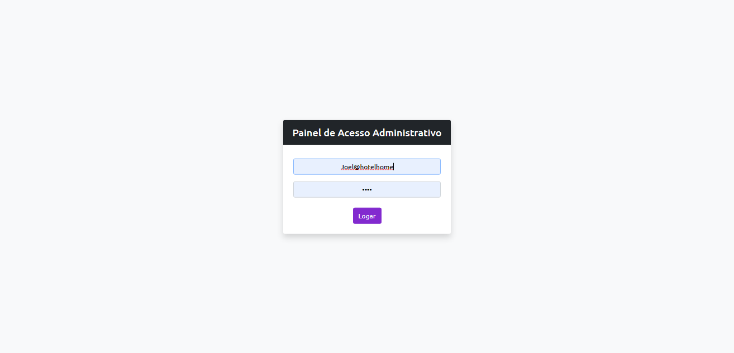 Painel de Acesso Administrativo
Joel@hotelhome
••••
Logar